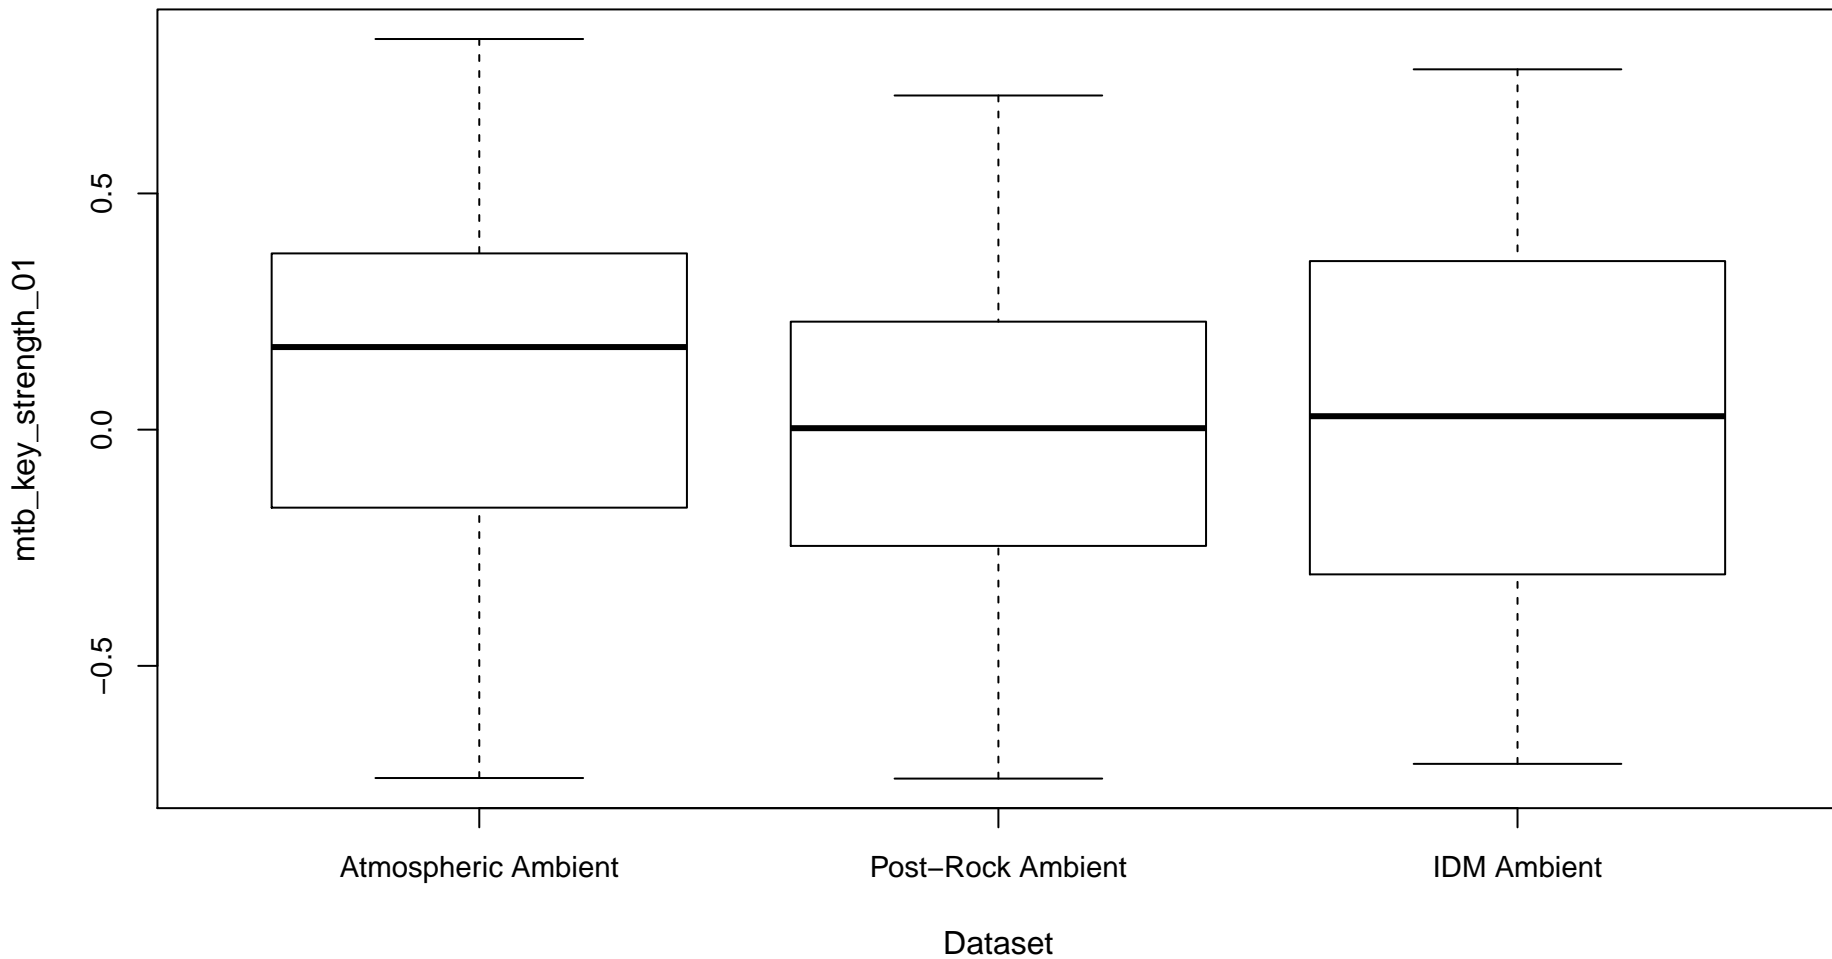 mtb_key_strength_01
0.5
0.0
−0.5
Atmospheric Ambient
Post−Rock Ambient
IDM Ambient
Dataset